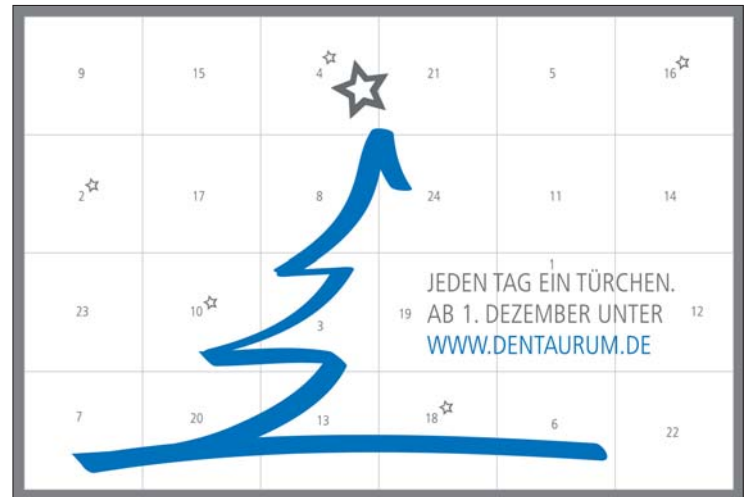 9 15 4 21 5 16
2 17 8 24 11 14
1
JEDEN TAG EIN TÜRCHEN.
23 10 3 19 AB 1. DEZEMBER UNTER 12
WWW.DENTAURUM.DE
7 20 13 18 6 22